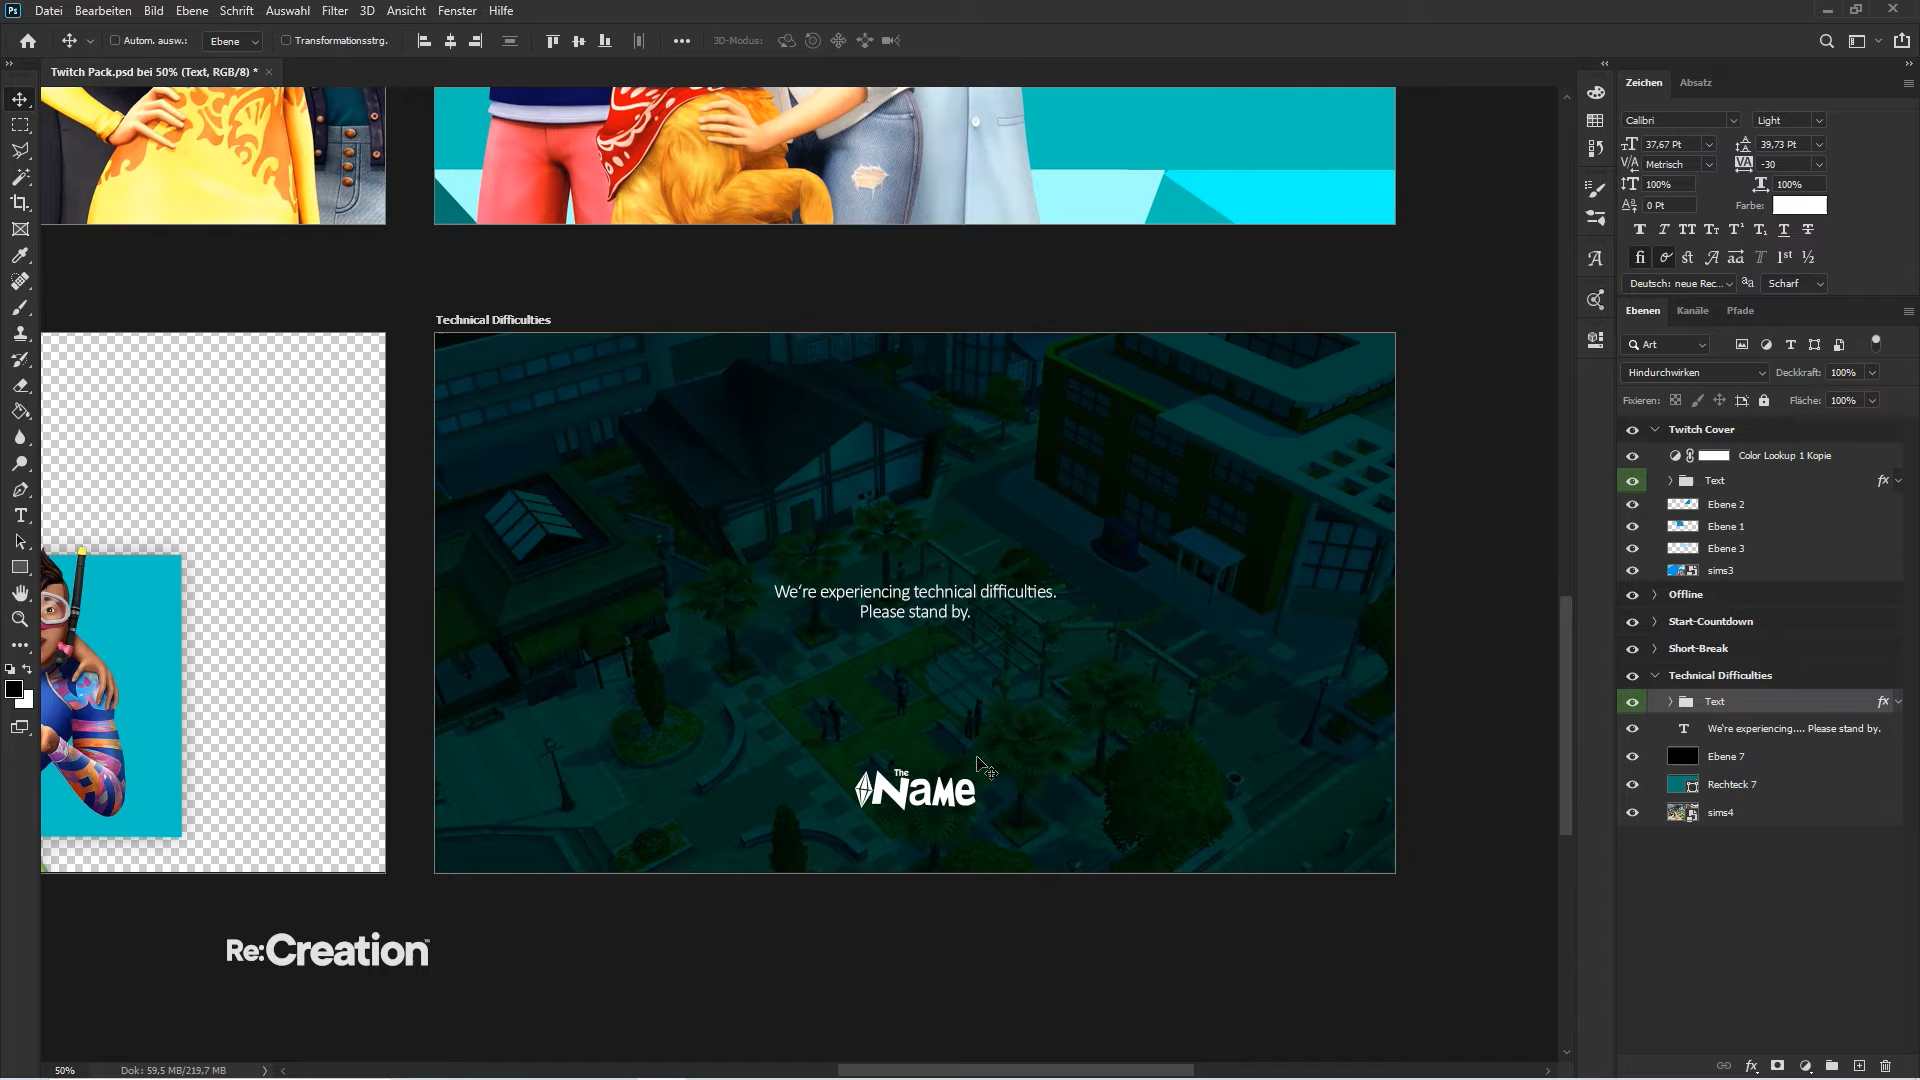 Ps Datei Bearbeiten Bild Ebene Schrift Auswahl Filter 3D Ansicht Fenster Hilfe
Autom. ausw.: Ebene Transformationsstrg. 3D-Modus:
Twitch Pack.psd bei 50% (Text, RGB/8) *
Zeichen Absatz
Calibri Light
37,67 Pt 39,73 Pt
Metrisch -30
100% 100%
0 Pt Farbe:
Deutsch: neue Rec... Scharf
Ebenen Kanäle Pfade
Art
Hindurchwirken Deckkraft: 100%
Fixieren: Fläche: 100%
Twitch Cover
Color Lookup 1 Kopie
Text fx
Ebene 2
Ebene 1
Ebene 3
sims3
Offline
Start-Countdown
Short-Break
Technical Difficulties
Text fx
We're experiencing.... Please stand by.
Ebene 7
Rechteck 7
sims4
Technical Difficulties
We're experiencing technical difficulties.
Please stand by.
The
Name
Re:Creation
50% Dok: 59,5 MB/219,7 MB